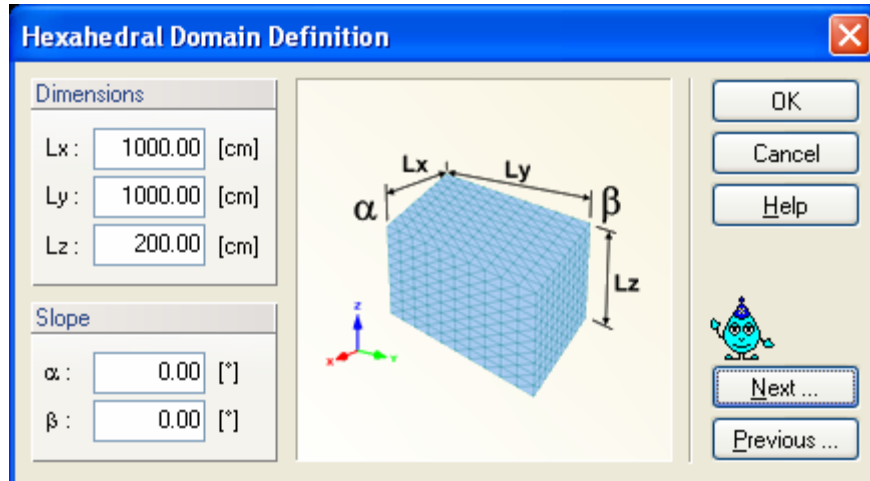 Hexahedral Domain Definition
Dimensions
Lx : 1000.00 [cm]
Ly : 1000.00 [cm]
Lz : 200.00 [cm]
Slope
α : 0.00 [°]
β : 0.00 [°]
Lx
Ly
α
β
Lz
z
x
Y
OK
Cancel
Help
Next ...
Previous ...